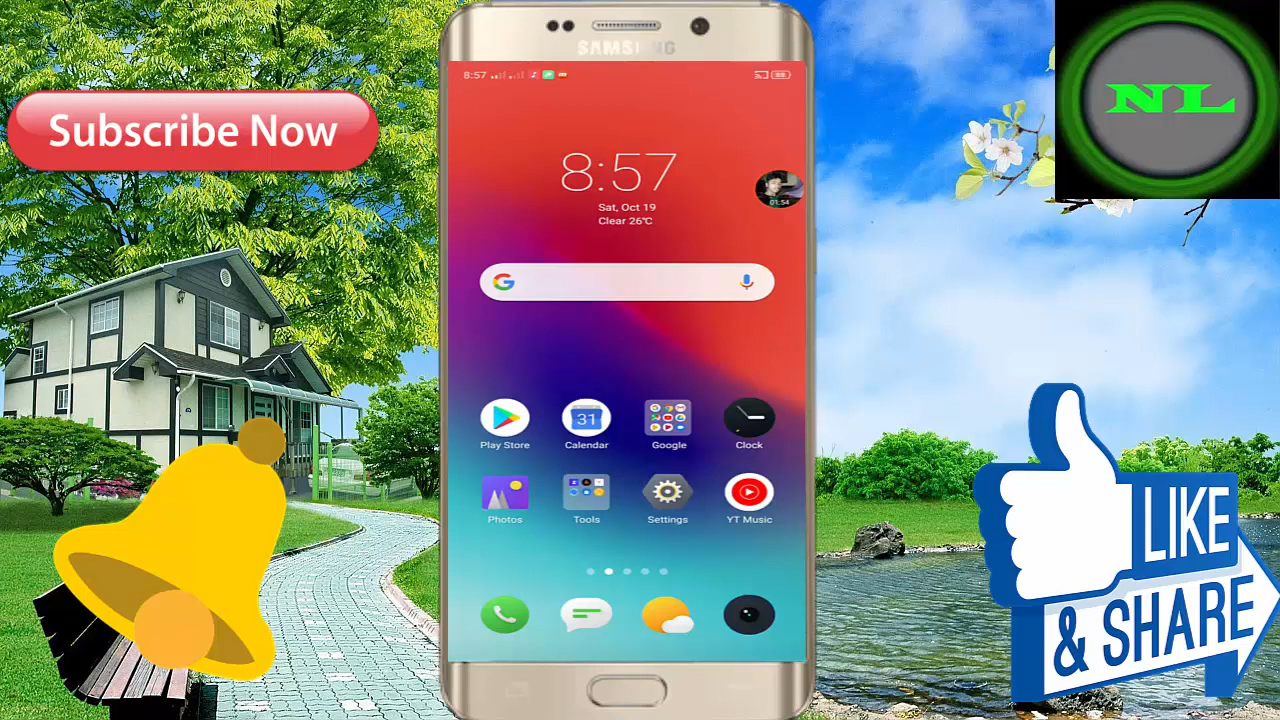 SAMSUNG
8:57
Subscribe Now
NL
8:57
Sat, Oct 19
Clear 26℃
01:54
G
31
Play Store
Calendar
Google
Clock
Photos
Tools
Settings
YT Music
LIKE
& SHARE